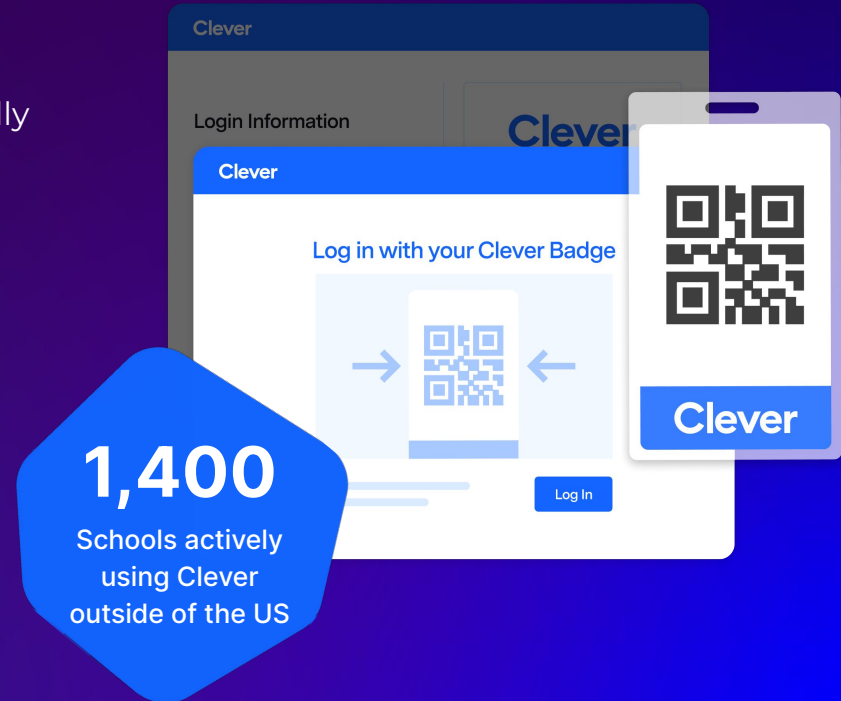 Clever
Login Information
Clever
Clever
Log in with your Clever Badge
Clever
Log In
1,400
Schools actively
using Clever
outside of the US